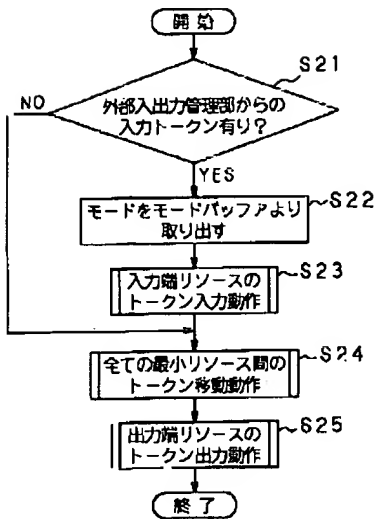 開始
S21
外部入出力管理部からの
入力トークン有り？
NO
YES
S22
モードをモードバッファより
取り出す
S23
入力端リソースの
トークン入力動作
S24
全ての最小リソース間の
トークン移動動作
S25
出力端リソースの
トークン出力動作
終了